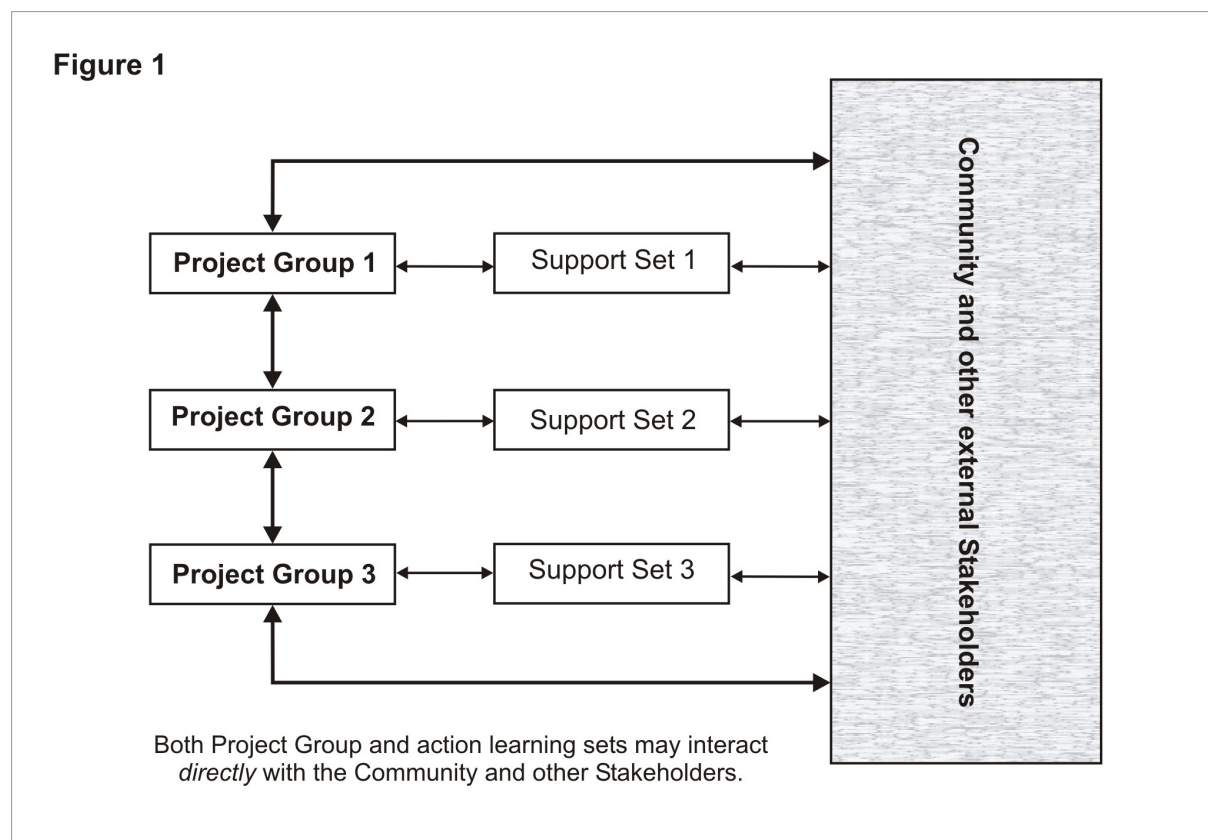 Figure 1
Project Group 1
Support Set 1
Project Group 2
Support Set 2
Project Group 3
Support Set 3
Community and other external Stakeholders
Both Project Group and action learning sets may interact
directly with the Community and other Stakeholders.